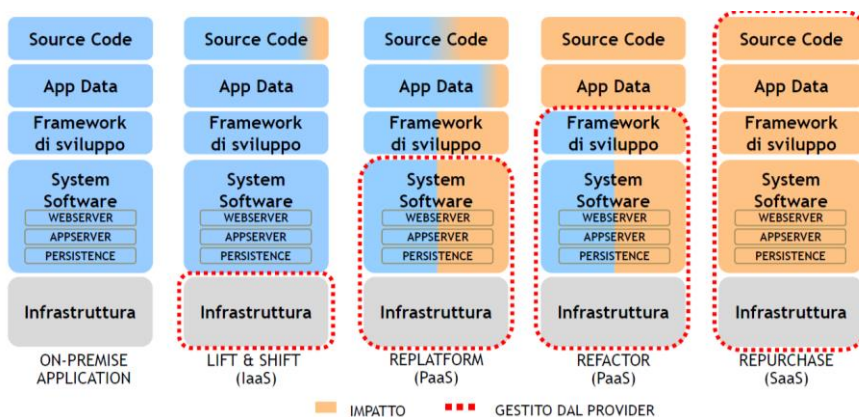 Source Code
App Data
Framework
di sviluppo
System
Software
WEBSERVER
APPSERVER
PERSISTENCE
Infrastruttura
ON-PREMISE
APPLICATION
Source Code
App Data
Framework
di sviluppo
System
Software
WEBSERVER
APPSERVER
PERSISTENCE
Infrastruttura
LIFT & SHIFT
(IaaS)
Source Code
App Data
Framework
di sviluppo
System
Software
WEBSERVER
APPSERVER
PERSISTENCE
Infrastruttura
REPLATFORM
(PaaS)
Source Code
App Data
Framework
di sviluppo
System
Software
WEBSERVER
APPSERVER
PERSISTENCE
Infrastruttura
REFACTOR
(PaaS)
Source Code
App Data
Framework
di sviluppo
System
Software
WEBSERVER
APPSERVER
PERSISTENCE
Infrastruttura
REPURCHASE
(SaaS)
IMPATTO
GESTITO DAL PROVIDER